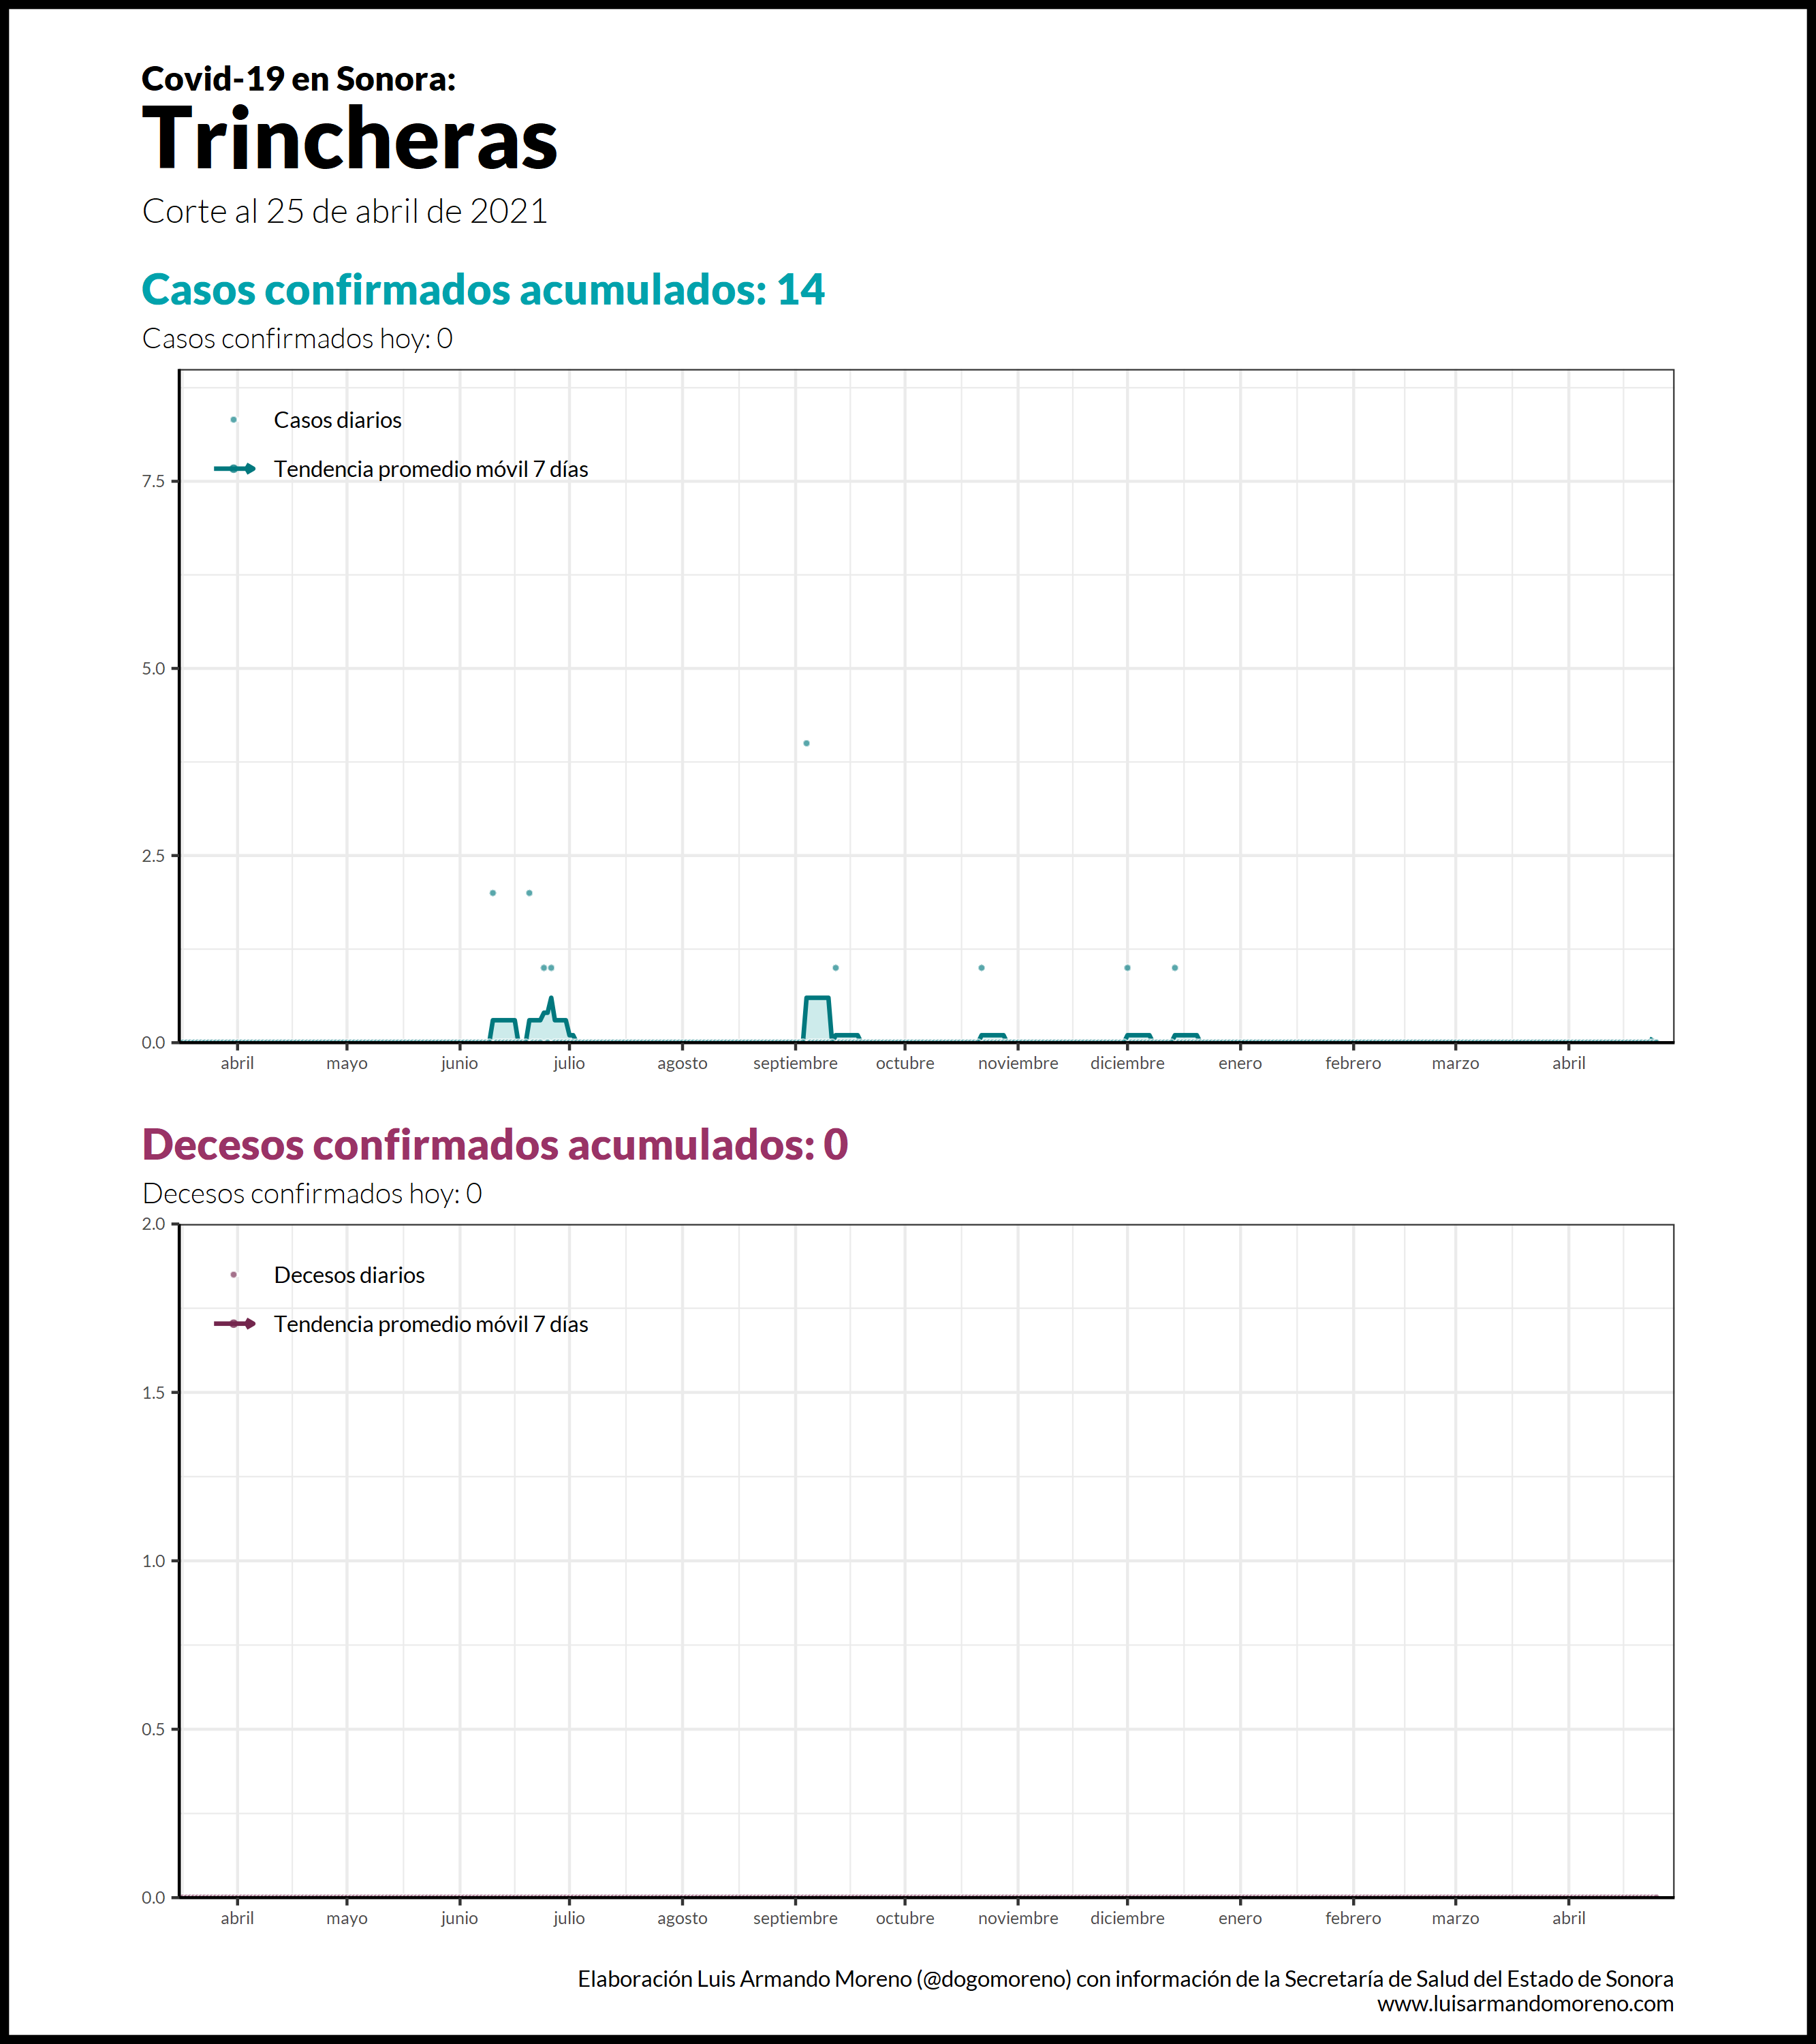 Covid-19 en Sonora:
Trincheras
Corte al 25 de abril de 2021
Casos confirmados acumulados: 14
Casos confirmados hoy: 0
Casos diarios
Tendencia promedio móvil 7 días
7.5
5.0
2.5
0.0
abril mayo junio julio agosto septiembre octubre noviembre diciembre enero febrero marzo abril
Decesos confirmados acumulados: 0
Decesos confirmados hoy: 0
2.0
Decesos diarios
Tendencia promedio móvil 7 días
1.5
1.0
0.5
0.0
abril mayo junio julio agosto septiembre octubre noviembre diciembre enero febrero marzo abril
Elaboración Luis Armando Moreno (@dogomoreno) con información de la Secretaría de Salud del Estado de Sonora
www.luisarmandomoreno.com